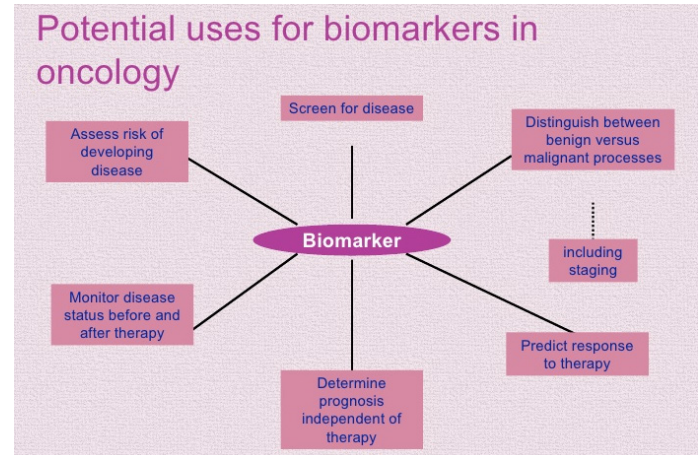 Potential uses for biomarkers in
oncology
Screen for disease
Assess risk of
developing
disease
Distinguish between
benign versus
malignant processes
Biomarker
including
staging
Monitor disease
status before and
after therapy
Predict response
to therapy
Determine
prognosis
independent of
therapy